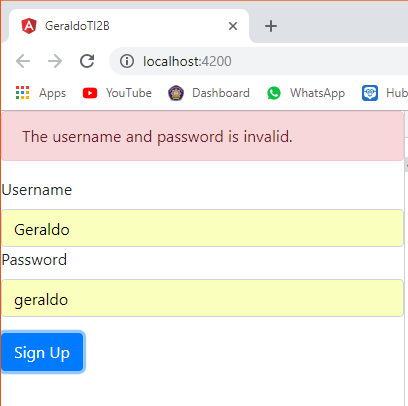 GeraldoTI2B
localhost:4200
Apps YouTube Dashboard WhatsApp Hub
The username and password is invalid.
Username
Geraldo
Password
geraldo
Sign Up